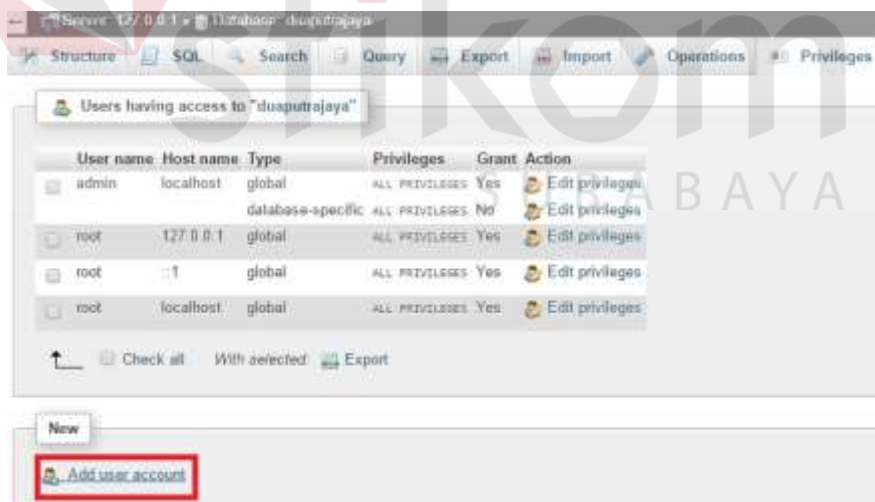 Server: 127.0.0.1 » Database: duaputrajaya
Structure SQL Search Query Export Import Operations Privileges
Users having access to "duaputrajaya"
User name Host name Type Privileges Grant Action
admin localhost global ALL PRIVILEGES Yes Edit privileges
database-specific ALL PRIVILEGES No Edit privileges
root 127.0.0.1 global ALL PRIVILEGES Yes Edit privileges
root ::1 global ALL PRIVILEGES Yes Edit privileges
root localhost global ALL PRIVILEGES Yes Edit privileges
Check all With selected: Export
New
Add user account
stikom
SURABAYA